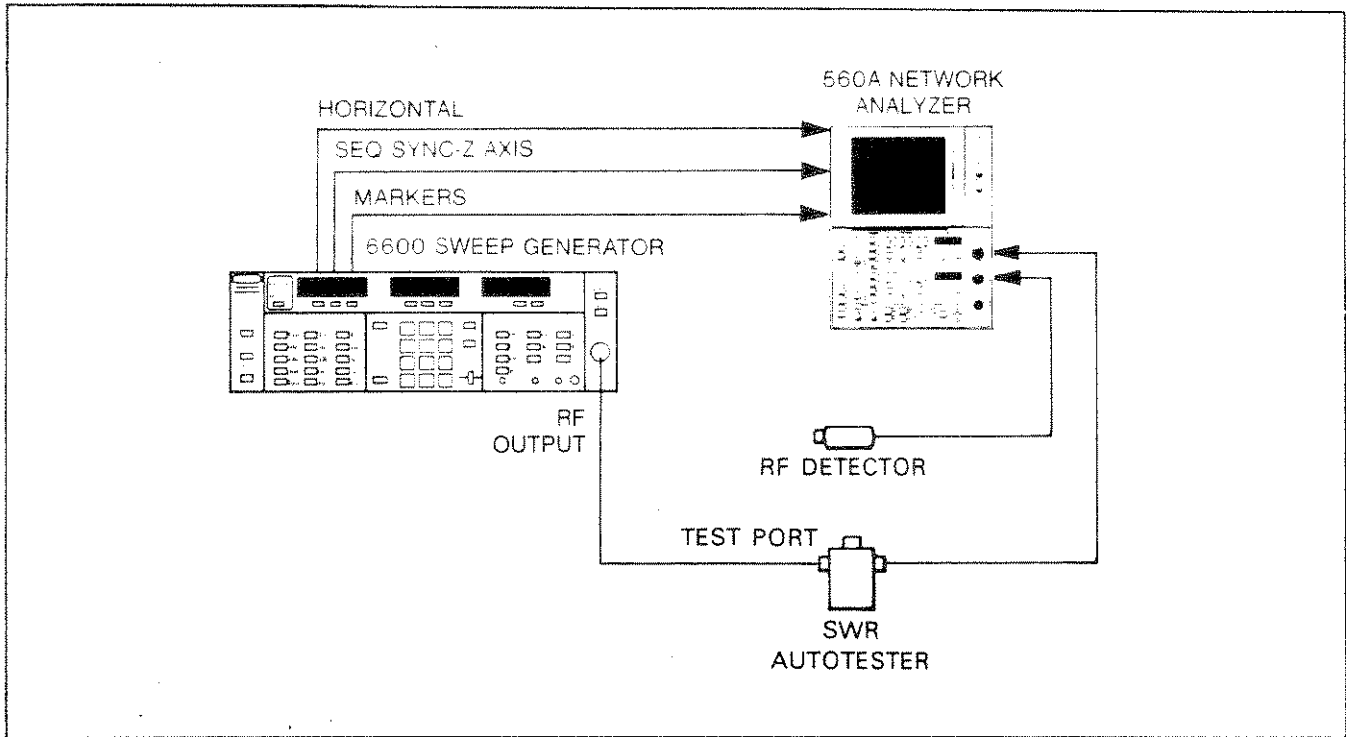 560A NETWORK
ANALYZER
HORIZONTAL
SEQ SYNC-Z AXIS
MARKERS
6600 SWEEP GENERATOR
RF
OUTPUT
RF DETECTOR
TEST PORT
SWR
AUTOTESTER